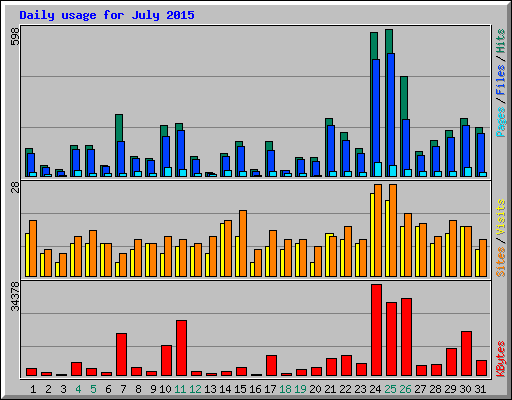 Daily usage for July 2015
598
Pages / Files / Hits
28
Sites / Visits
34378
KBytes
1 2 3 4 5 6 7 8 9 10 11 12 13 14 15 16 17 18 19 20 21 22 23 24 25 26 27 28 29 30 31